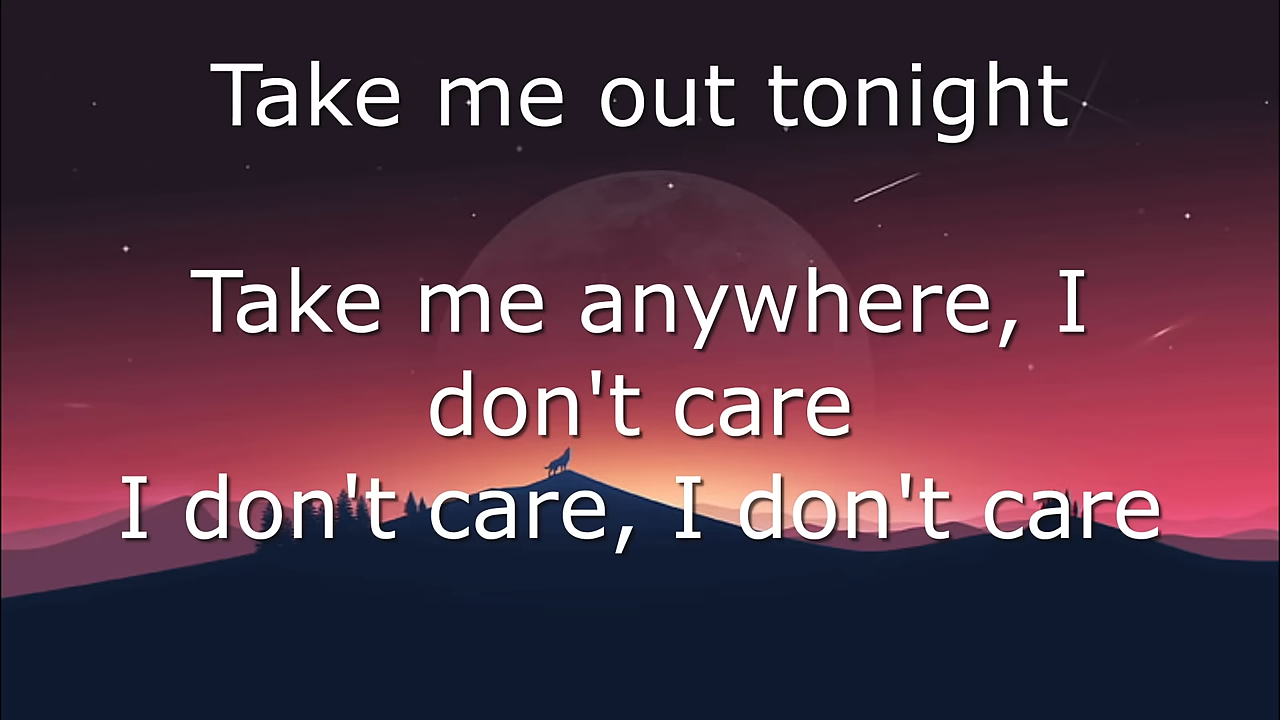 Take me out tonight
Take me anywhere, I
don't care
I don't care, I don't care